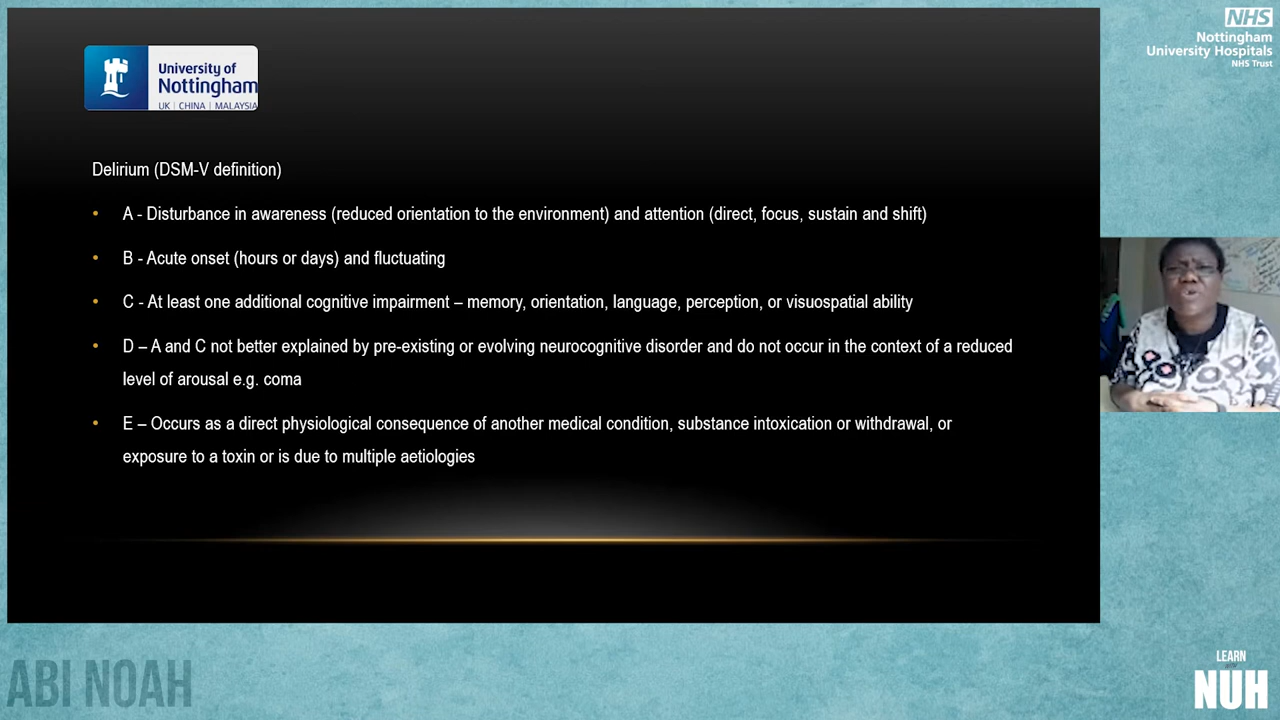 NHS
Nottingham
University Hospitals
NHS Trust
University of
Nottingham
UK | CHINA | MALAYSIA
Delirium (DSM-V definition)
• A - Disturbance in awareness (reduced orientation to the environment) and attention (direct, focus, sustain and shift)
• B - Acute onset (hours or days) and fluctuating
• C - At least one additional cognitive impairment – memory, orientation, language, perception, or visuospatial ability
• D – A and C not better explained by pre-existing or evolving neurocognitive disorder and do not occur in the context of a reduced
level of arousal e.g. coma
• E – Occurs as a direct physiological consequence of another medical condition, substance intoxication or withdrawal, or
exposure to a toxin or is due to multiple aetiologies
ABI NOAH
LEARN
NUH